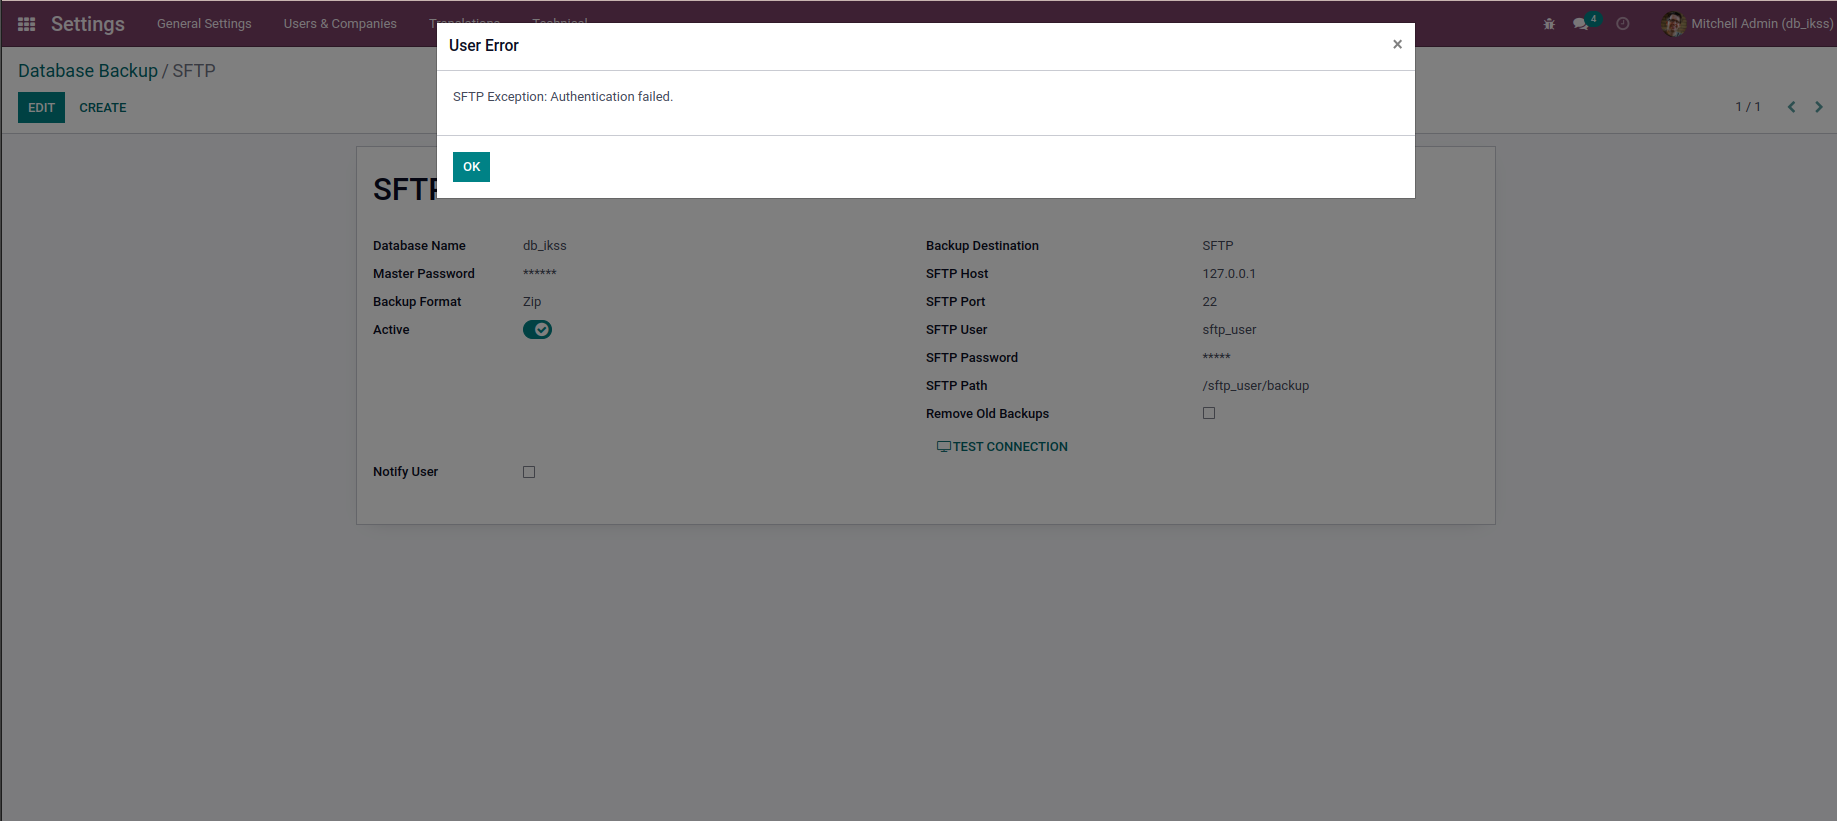 Settings General Settings Users & Companies Translations Technical 4 Mitchell Admin (db_ikss)
User Error ×
Database Backup / SFTP
SFTP Exception: Authentication failed.
EDIT CREATE 1 / 1
OK
SFTP
Database Name db_ikss Backup Destination SFTP
Master Password ****** SFTP Host 127.0.0.1
Backup Format Zip SFTP Port 22
Active SFTP User sftp_user
SFTP Password *****
SFTP Path /sftp_user/backup
Remove Old Backups
TEST CONNECTION
Notify User